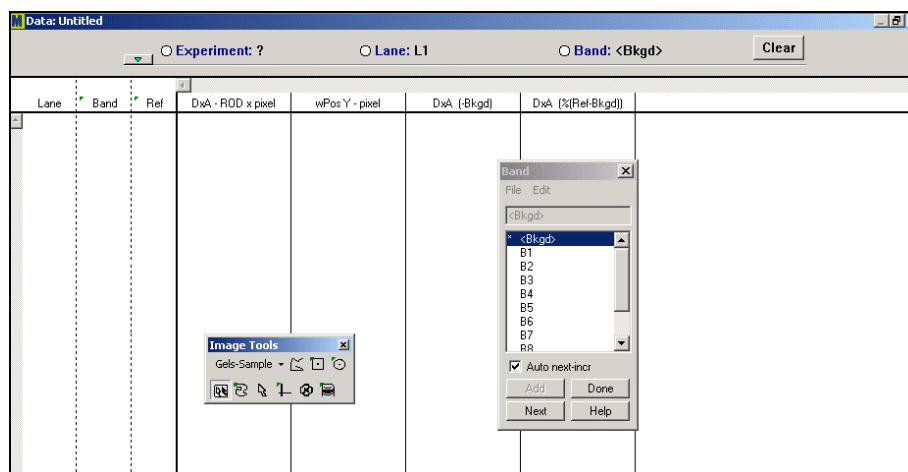 Data: Untitled
Experiment: ? Lane: L1 Band: <Bkgd> Clear
Lane Band Ref DxA - ROD x pixel wPos Y - pixel DxA (-Bkgd) DxA (%(Ref-Bkgd))
Band
File Edit
<Bkgd>
* <Bkgd>
B1
B2
B3
B4
B5
B6
B7
B8
Auto next-incr
Add Done
Next Help
Image Tools
Gels-Sample